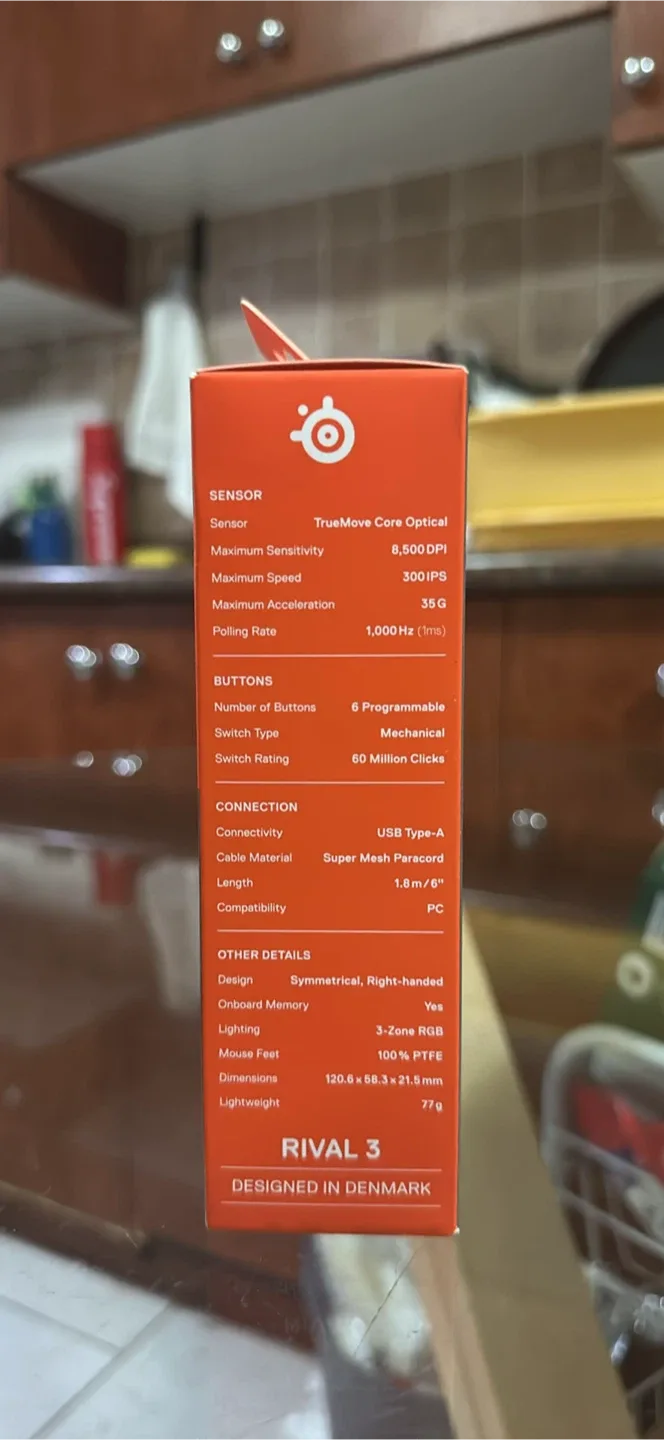 SENSOR
Sensor TrueMove Core Optical
Maximum Sensitivity 8,500 DPI
Maximum Speed 300 IPS
Maximum Acceleration 35 G
Polling Rate 1,000 Hz (1ms)
BUTTONS
Number of Buttons 6 Programmable
Switch Type Mechanical
Switch Rating 60 Million Clicks
CONNECTION
Connectivity USB Type-A
Cable Material Super Mesh Paracord
Length 1.8 m / 6"
Compatibility PC
OTHER DETAILS
Design Symmetrical, Right-handed
Onboard Memory Yes
Lighting 3-Zone RGB
Mouse Feet 100% PTFE
Dimensions 120.6 x 58.3 x 21.5 mm
Lightweight 77g
RIVAL 3
DESIGNED IN DENMARK